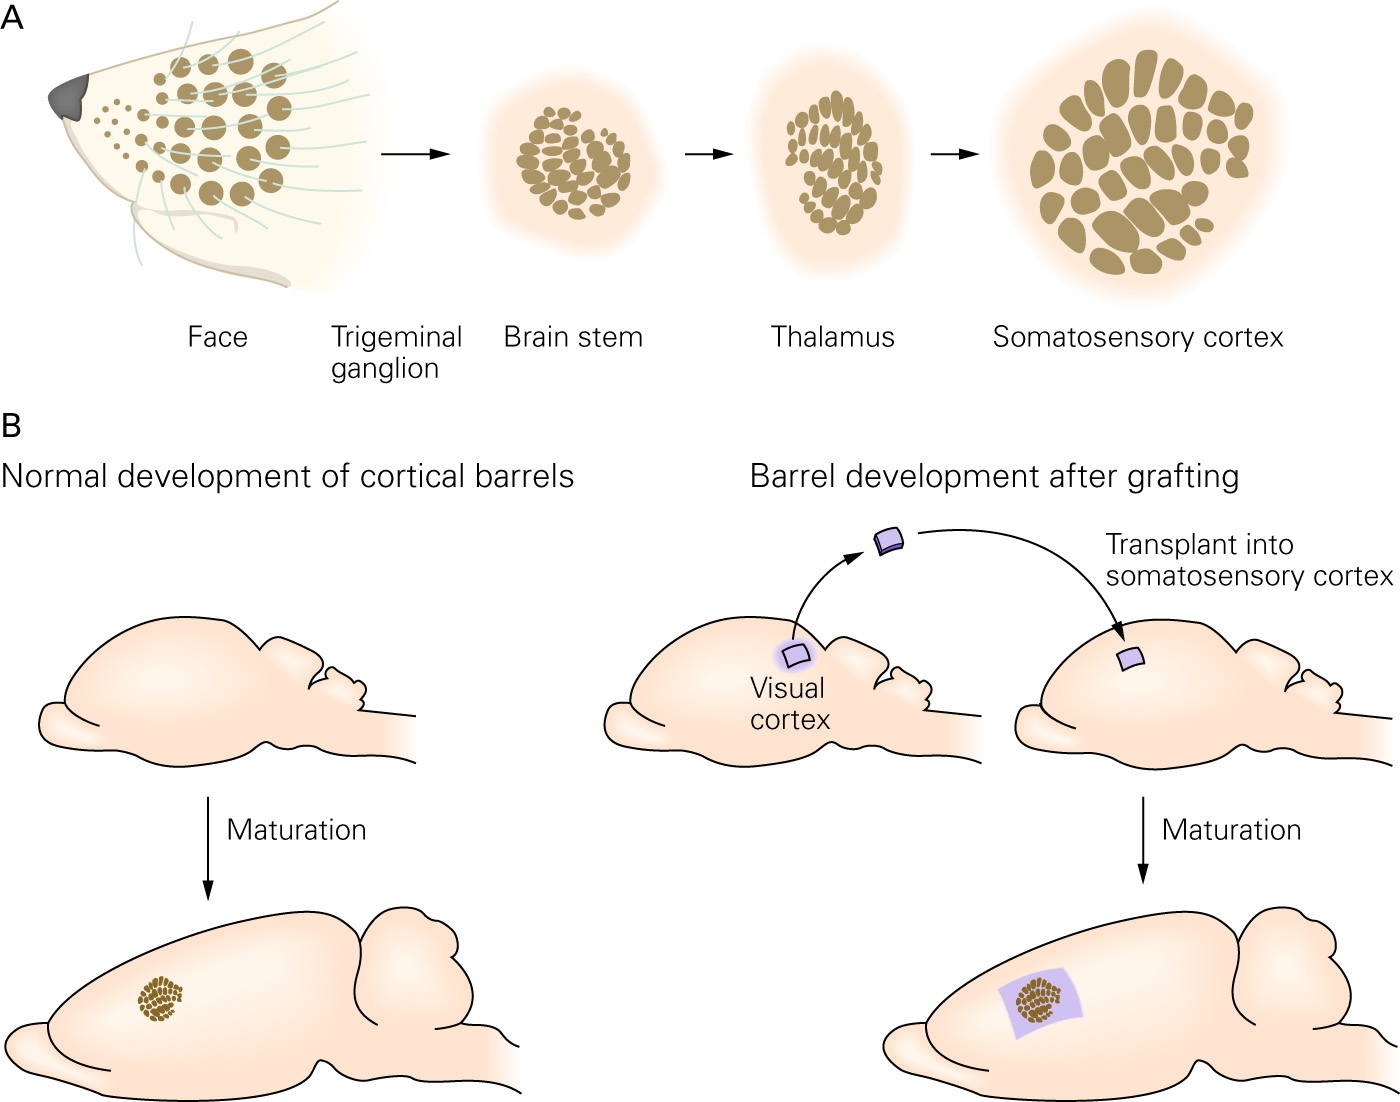 A
Face
Trigeminal
ganglion
Brain stem
Thalamus
Somatosensory cortex
B
Normal development of cortical barrels
Barrel development after grafting
Transplant into
somatosensory cortex
Visual
cortex
Maturation
Maturation